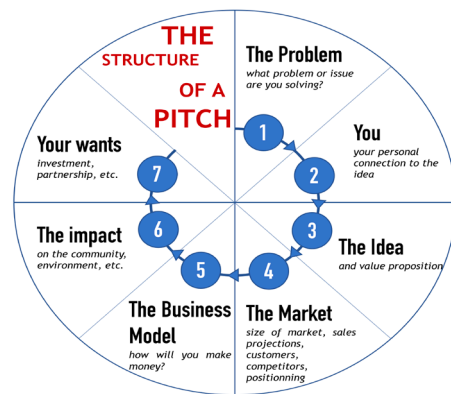 THE
STRUCTURE
OF A
PITCH
The Problem
what problem or issue
are you solving?
1
You
your personal
connection to the
idea
2
The Idea
and value proposition
3
The Market
size of market, sales
projections,
customers,
competitors,
positionning
4
The Business
Model
how will you make
money?
5
The impact
on the community,
environment, etc.
6
Your wants
investment,
partnership, etc.
7